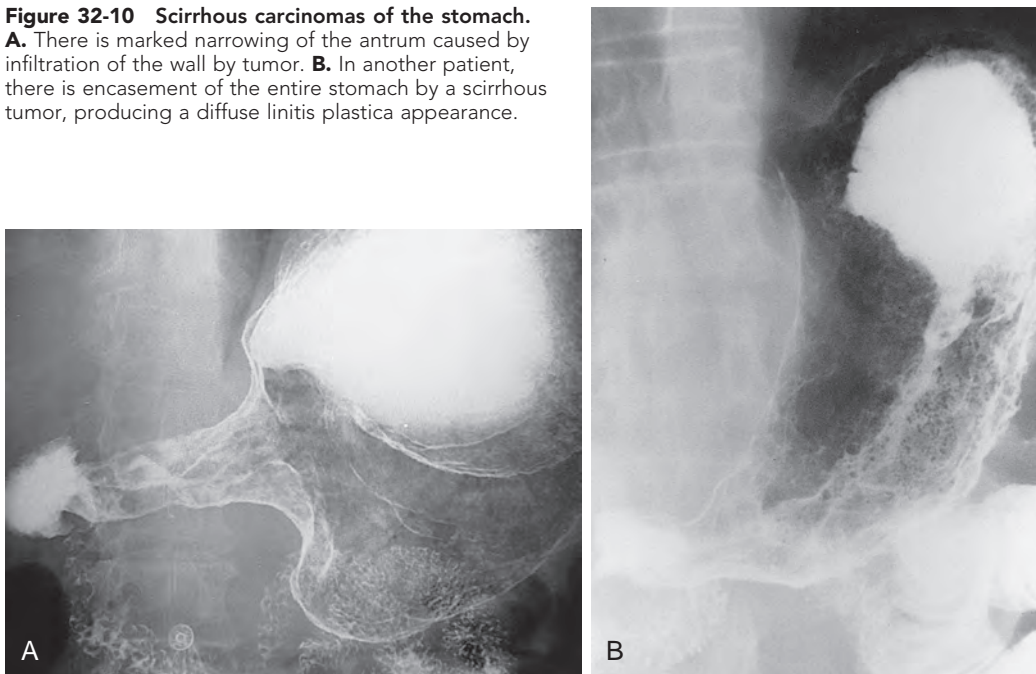 Figure 32-10 Scirrhous carcinomas of the stomach.
A. There is marked narrowing of the antrum caused by
infiltration of the wall by tumor. B. In another patient,
there is encasement of the entire stomach by a scirrhous
tumor, producing a diffuse linitis plastica appearance.
A
B